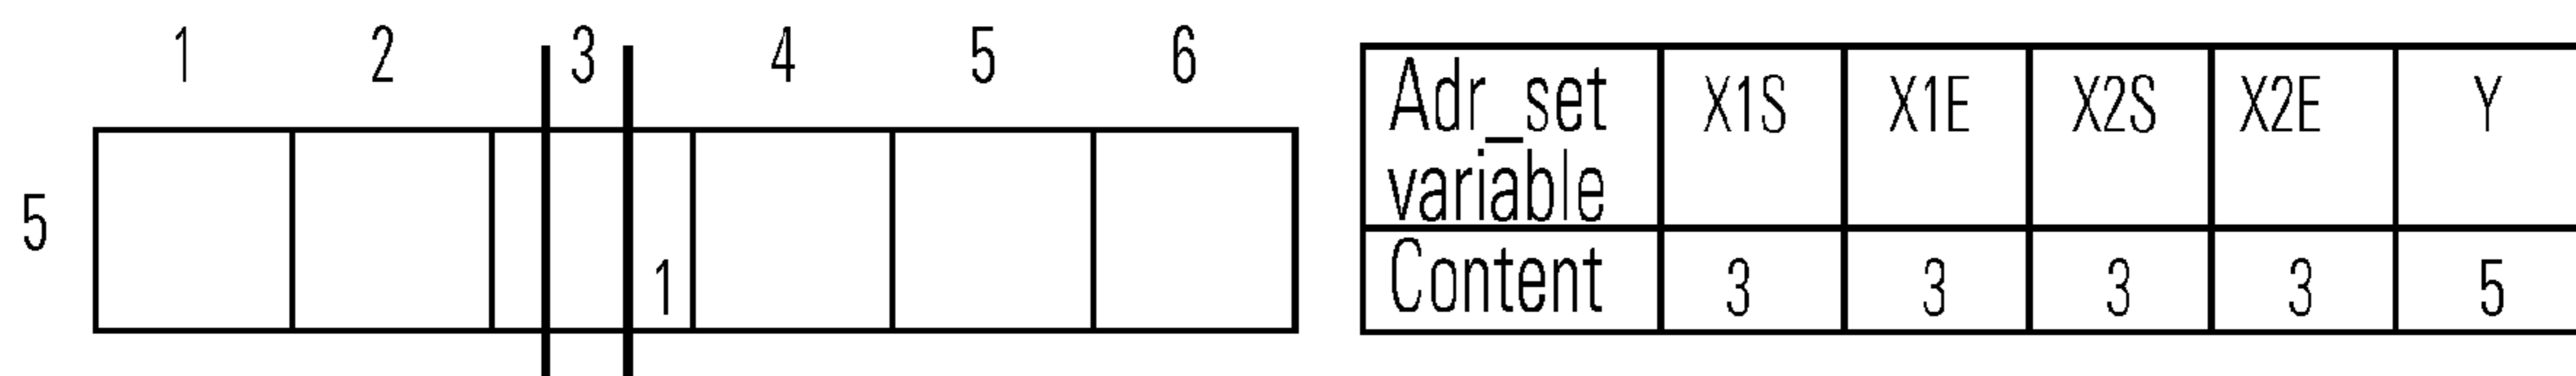 1 2 3 4 5 6
5
1
Adr_set variable X1S X1E X2S X2E Y
Content 3 3 3 3 5